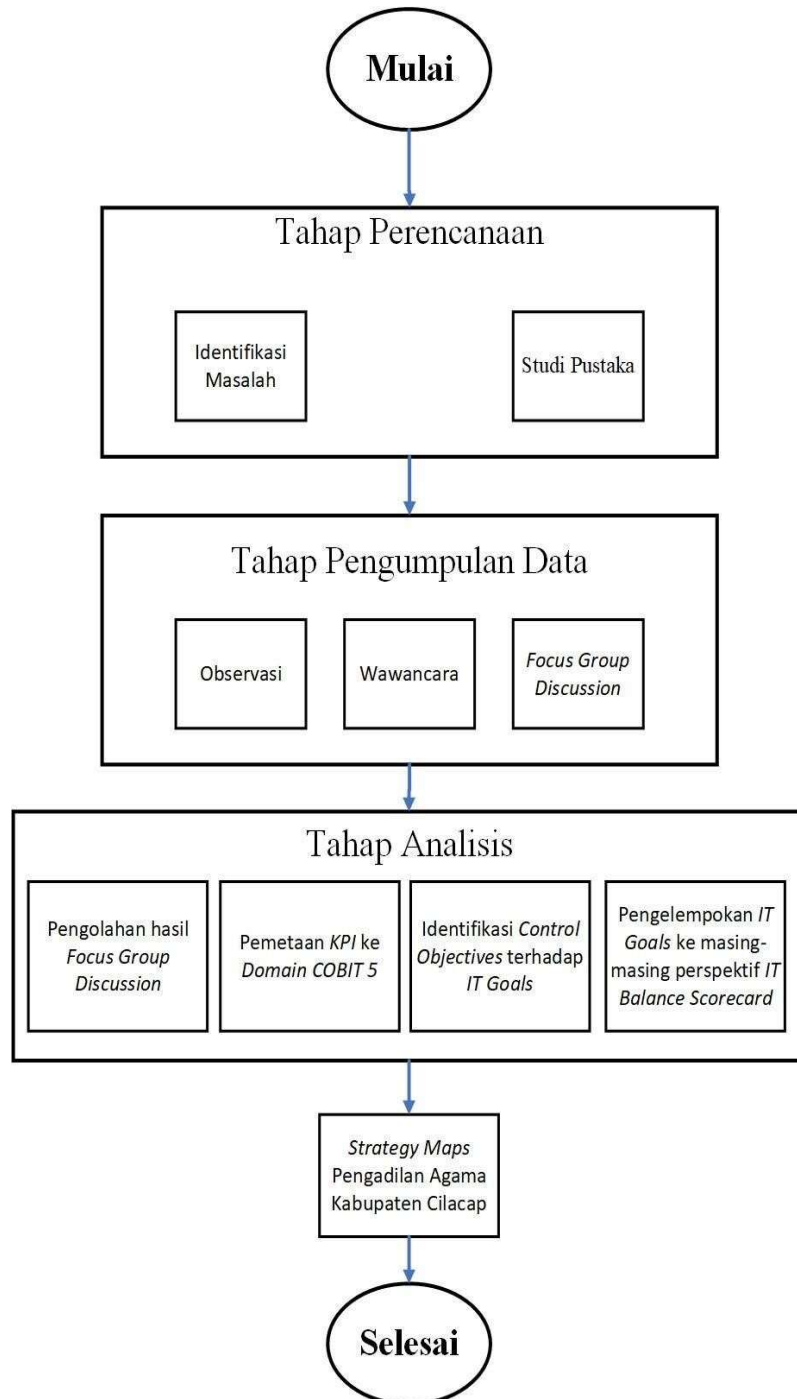 Mulai
Tahap Perencanaan
Identifikasi
Masalah
Studi Pustaka
Tahap Pengumpulan Data
Observasi
Wawancara
Focus Group
Discussion
Tahap Analisis
Pengolahan hasil
Focus Group
Discussion
Pemetaan KPI ke
Domain COBIT 5
Identifikasi Control
Objectives terhadap
IT Goals
Pengelempokan IT
Goals ke masing-
masing perspektif IT
Balance Scorecard
Strategy Maps
Pengadilan Agama
Kabupaten Cilacap
Selesai